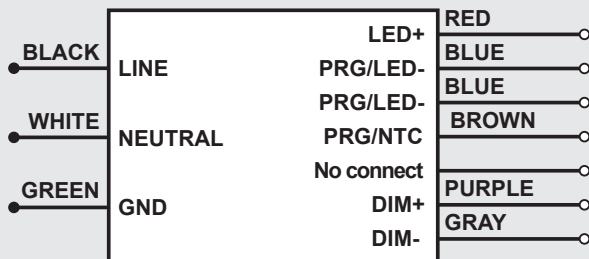 LED+ RED
BLACK LINE PRG/LED- BLUE
PRG/LED- BLUE
WHITE NEUTRAL PRG/NTC BROWN
No connect
GREEN GND DIM+ PURPLE
DIM- GRAY